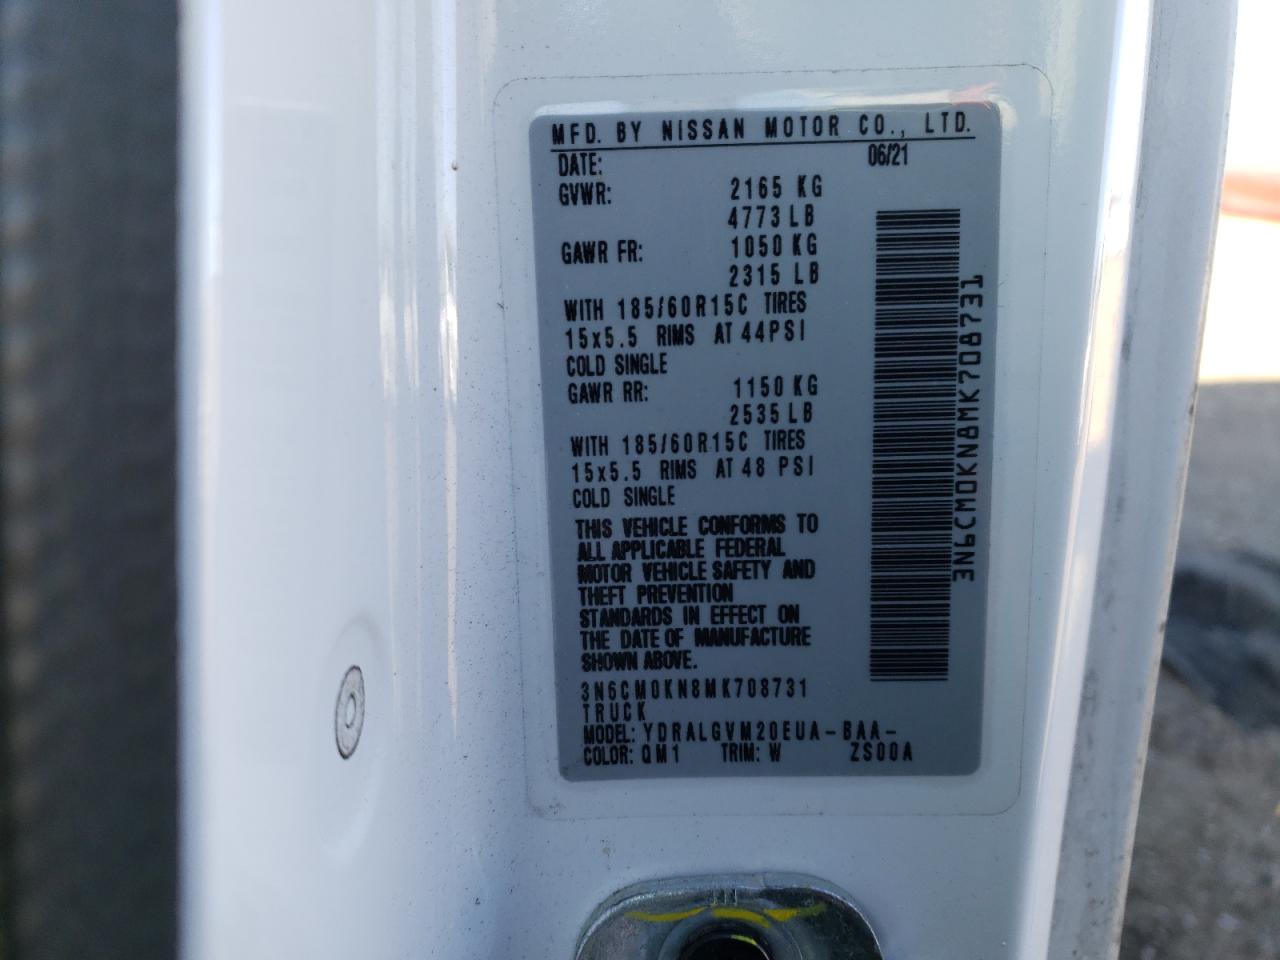 MFD. BY NISSAN MOTOR CO., LTD.
DATE: 06/21
GVWR: 2165 KG
4773 LB
GAWR FR: 1050 KG
2315 LB
WITH 185/60R15C TIRES
15x5.5 RIMS AT 44PSI
COLD SINGLE
GAWR RR: 1150 KG
2535 LB
WITH 185/60R15C TIRES
15x5.5 RIMS AT 48 PSI
COLD SINGLE
THIS VEHICLE CONFORMS TO
ALL APPLICABLE FEDERAL
MOTOR VEHICLE SAFETY AND
THEFT PREVENTION
STANDARDS IN EFFECT ON
THE DATE OF MANUFACTURE
SHOWN ABOVE.
3N6CM0KN8MK708731
TRUCK
MODEL: YDRALGVM20EUA-BAA-
COLOR: QM1 TRIM: W ZS00A
3N6CM0KN8MK708731